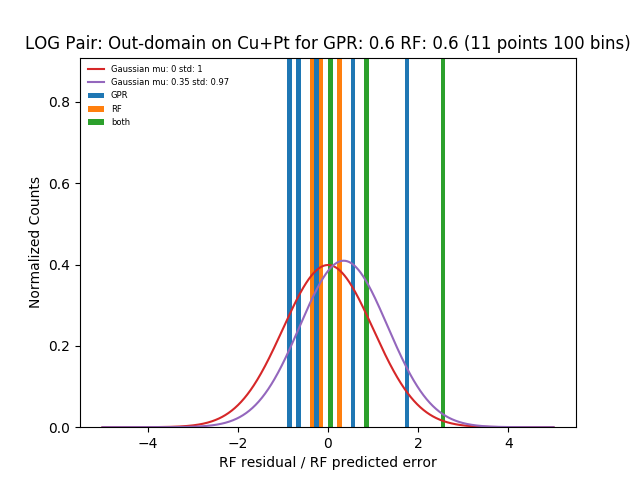 LOG Pair: Out-domain on Cu+Pt for GPR: 0.6 RF: 0.6 (11 points 100 bins)
Gaussian mu: 0 std: 1
Gaussian mu: 0.35 std: 0.97
GPR
RF
both
Normalized Counts
0.8
0.6
0.4
0.2
0.0
−4
−2
0
2
4
RF residual / RF predicted error